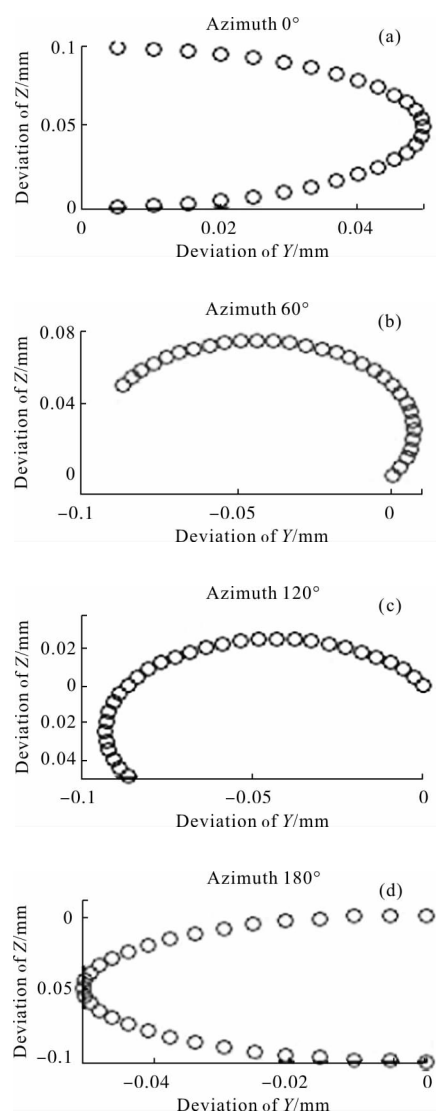 Azimuth 0°
(a)
Deviation of Z/mm
0.1
0.05
0
0
0.02
0.04
Deviation of Y/mm
Azimuth 60°
(b)
Deviation of Z/mm
0.08
0.04
0
−0.1
−0.05
0
Deviation of Y/mm
Azimuth 120°
(c)
Deviation of Z/mm
0.02
0
0.02
0.04
−0.1
−0.05
0
Deviation of Y/mm
Azimuth 180°
(d)
Deviation of Z/mm
0
0.05
−0.1
−0.04
−0.02
0
Deviation of Y/mm